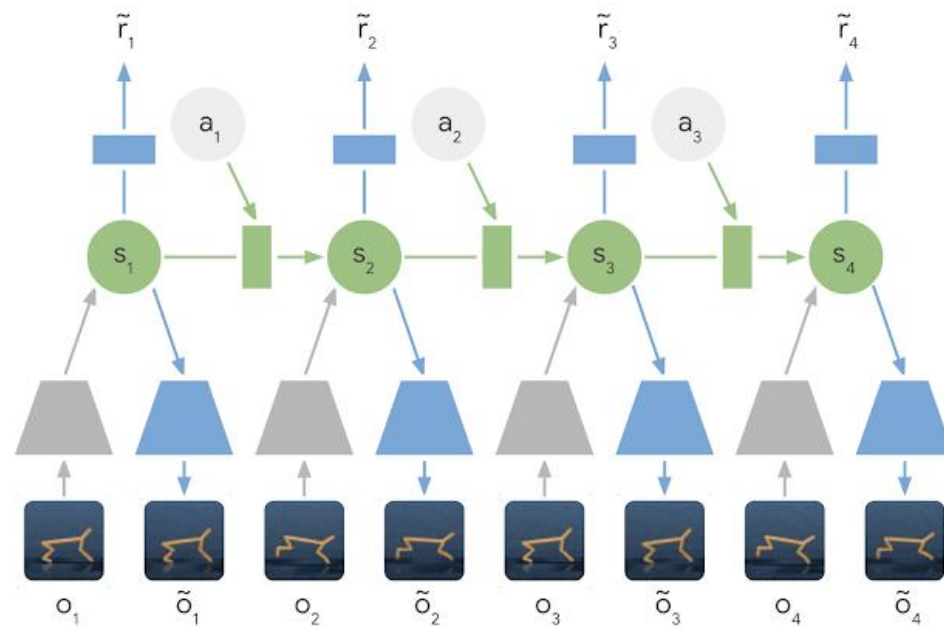 r̃₁ r̃₂ r̃₃ r̃₄
a₁ a₂ a₃
s₁ s₂ s₃ s₄
o₁ õ₁ o₂ õ₂ o₃ õ₃ o₄ õ₄